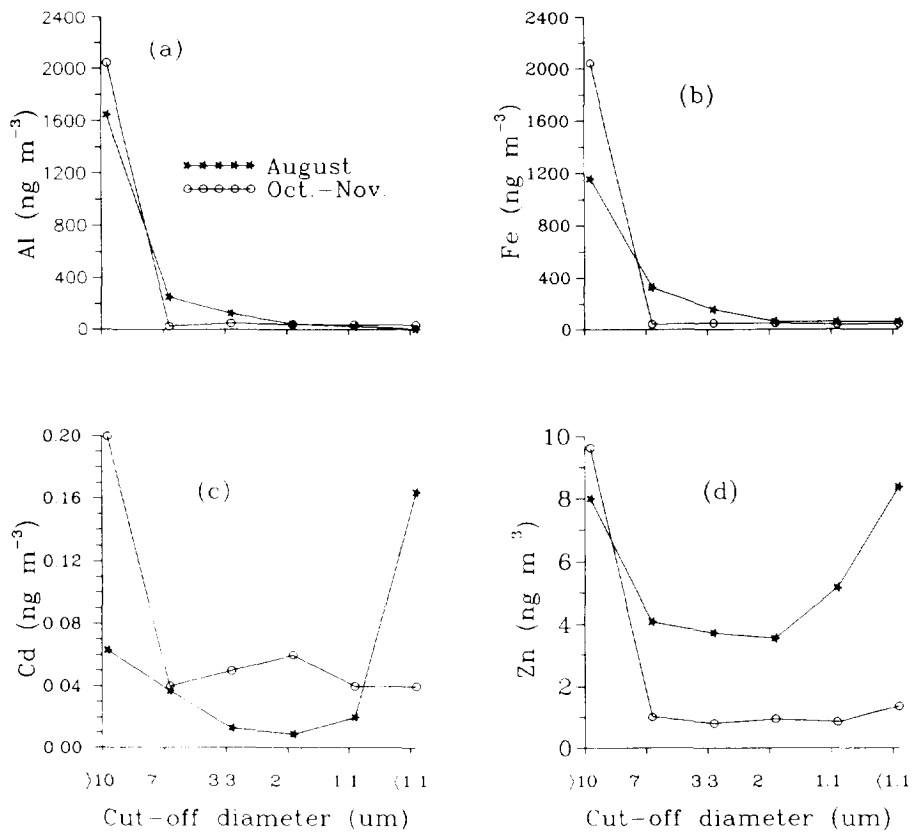 2400
2000
1600
1200
800
400
0
Al (ng m⁻³)
(a)
August
Oct.-Nov.
2400
2000
1600
1200
800
400
0
Fe (ng m⁻³)
(b)
0.20
0.16
0.12
0.08
0.04
0 00
Cd (ng m⁻³)
(c)
⟩10 7 3 3 2 1 1 ⟨1 1
Cut-off diameter (um)
10
8
6
4
2
0
Zn (ng m⁻³)
(d)
⟩10 7 3 3 2 1.1 ⟨1.1
Cut-off diameter (um)